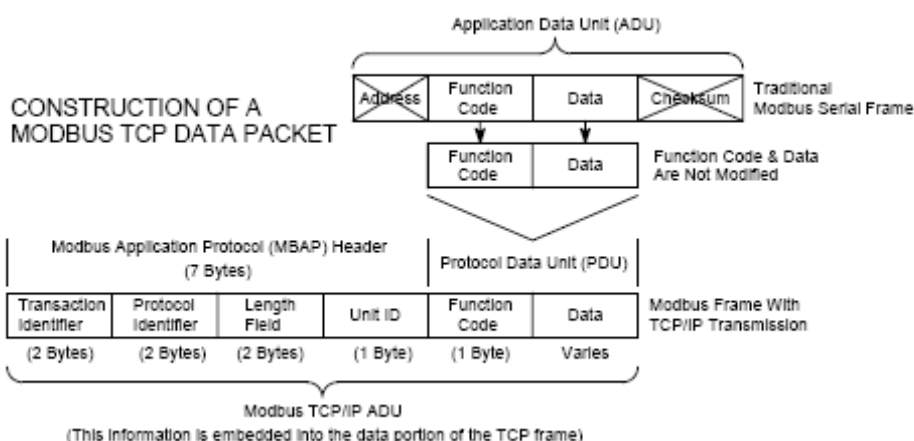 Application Data Unit (ADU)
CONSTRUCTION OF A
MODBUS TCP DATA PACKET
Address
Function
Code
Data
Checksum
Traditional
Modbus Serial Frame
Function
Code
Data
Function Code & Data
Are Not Modified
Modbus Application Protocol (MBAP) Header
(7 Bytes)
Protocol Data Unit (PDU)
Transaction
Identifier
Protocol
Identifier
Length
Field
Unit ID
Function
Code
Data
Modbus Frame With
TCP/IP Transmission
(2 Bytes)
(2 Bytes)
(2 Bytes)
(1 Byte)
(1 Byte)
Varies
Modbus TCP/IP ADU
(This information is embedded into the data portion of the TCP frame)